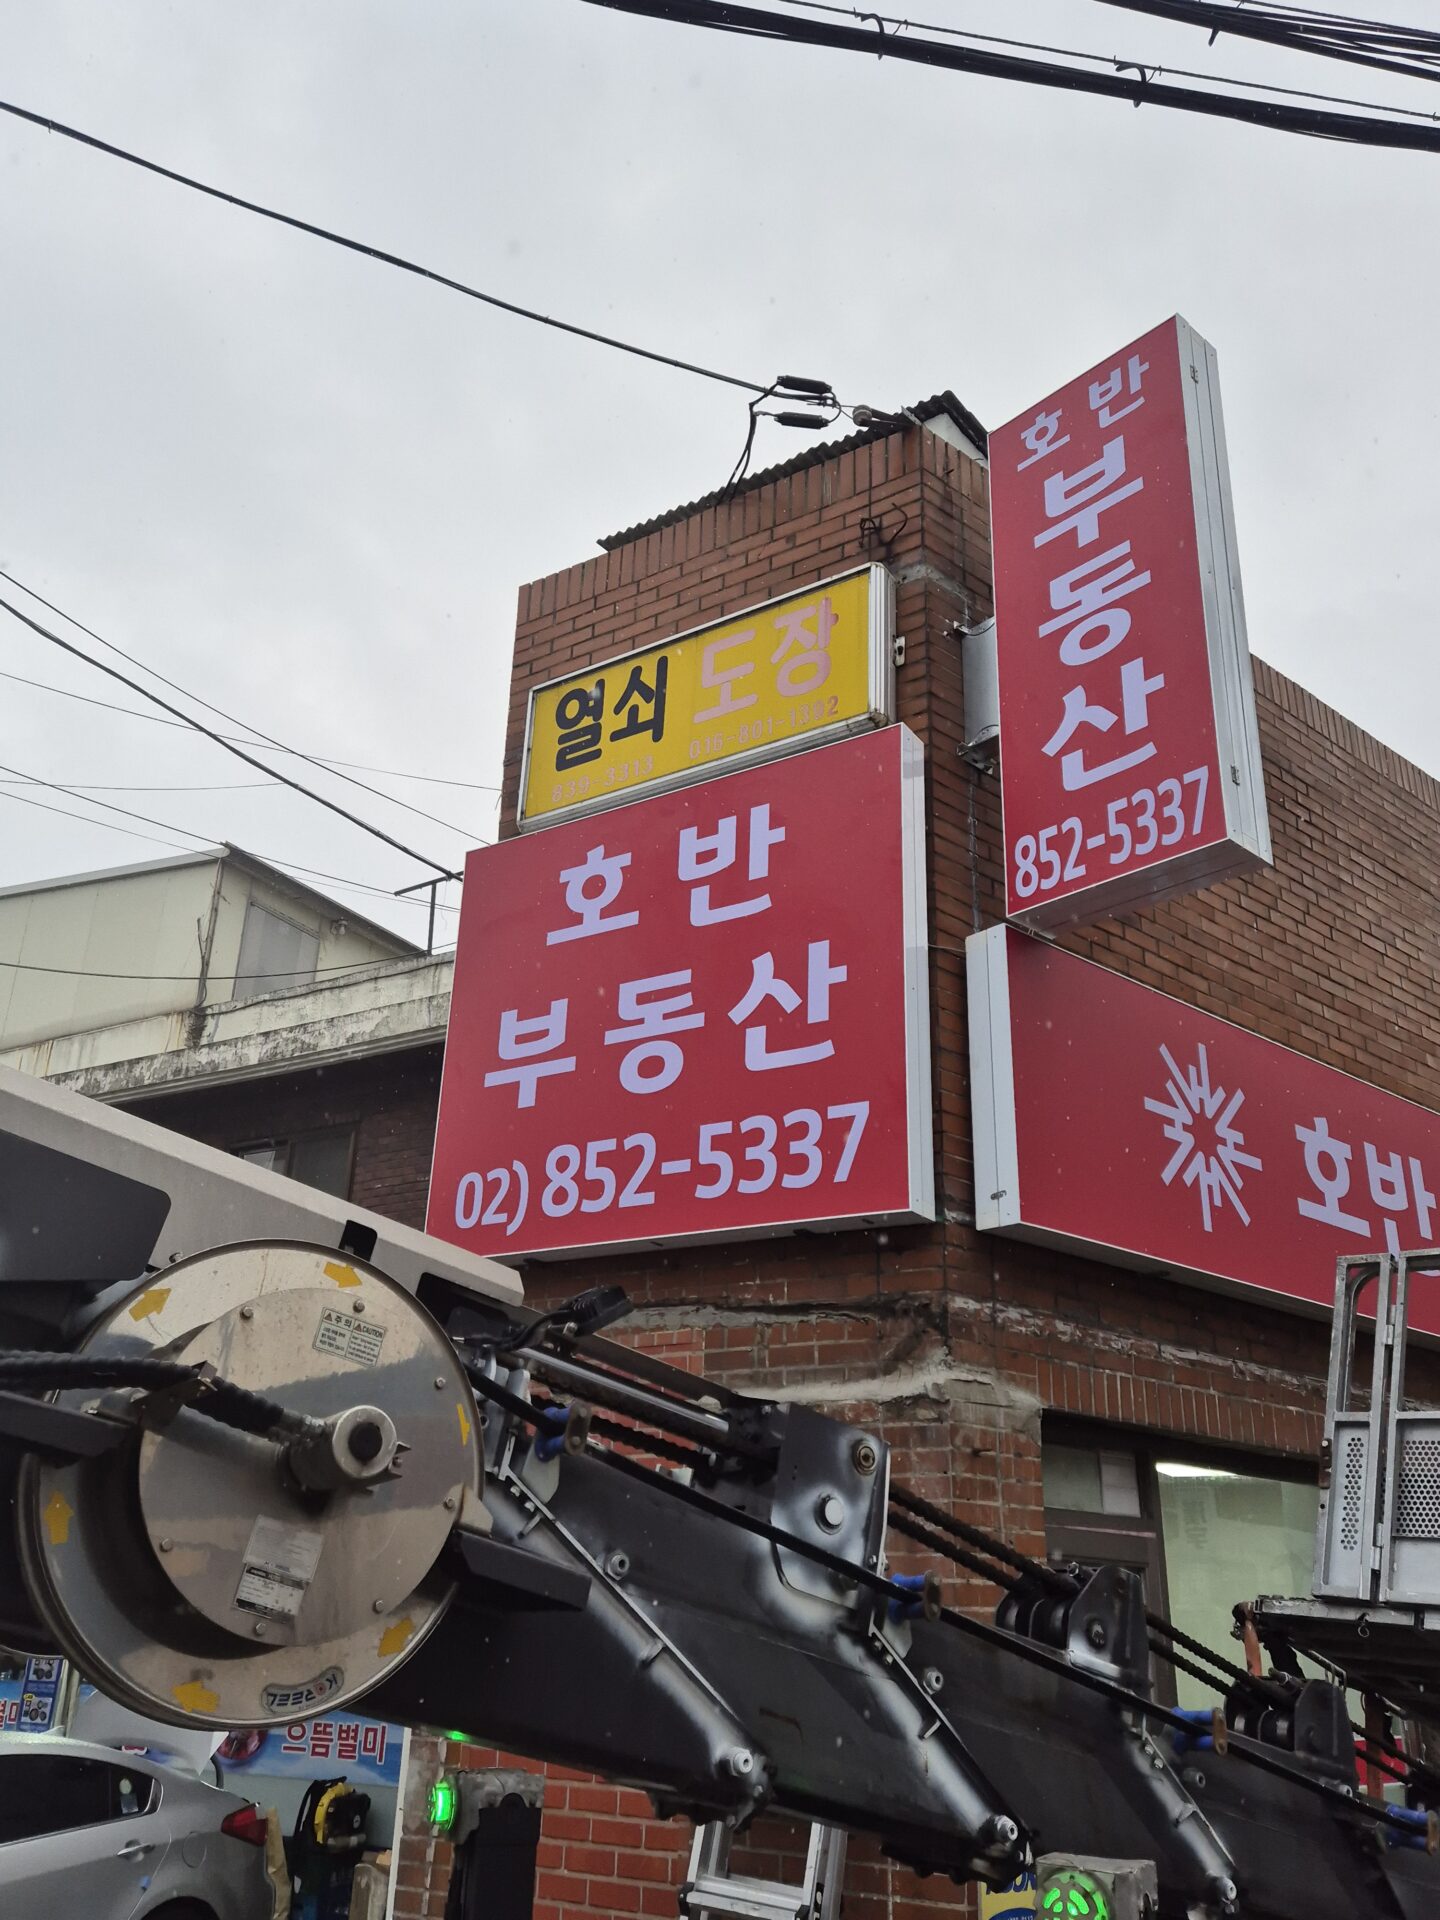 호반
부동산
852-5337
열쇠 도장
839-3313 016-801-1392
호반
부동산
02) 852-5337
호반
주의 CAUTION
KOREEL
으뜸별미